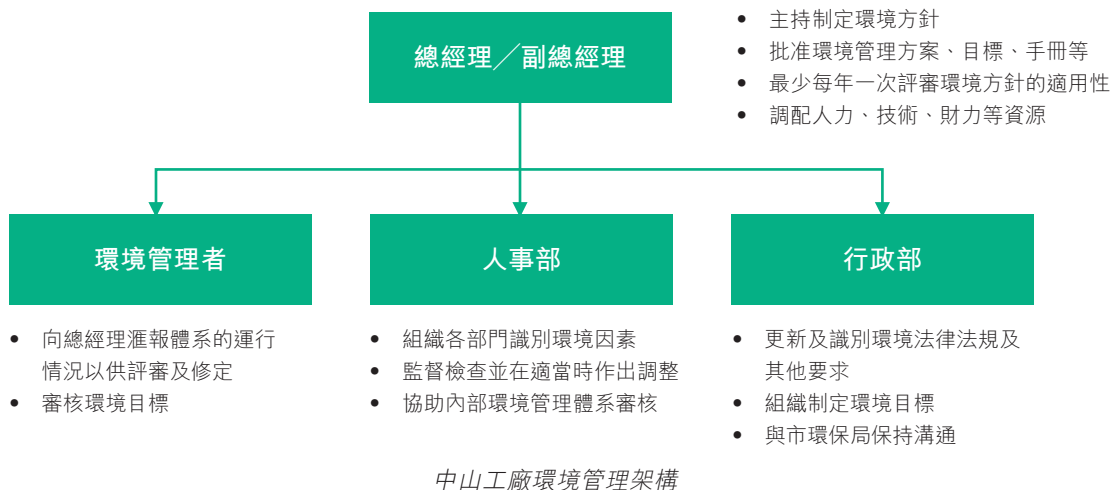 總經理╱副總經理
• 主持制定環境方針
• 批准環境管理方案、目標、手冊等
• 最少每年一次評審環境方針的適用性
• 調配人力、技術、財力等資源
環境管理者
• 向總經理滙報體系的運行
情況以供評審及修定
• 審核環境目標
人事部
• 組織各部門識別環境因素
• 監督檢查並在適當時作出調整
• 協助內部環境管理體系審核
行政部
• 更新及識別環境法律法規及
其他要求
• 組織制定環境目標
• 與市環保局保持溝通
中山工廠環境管理架構